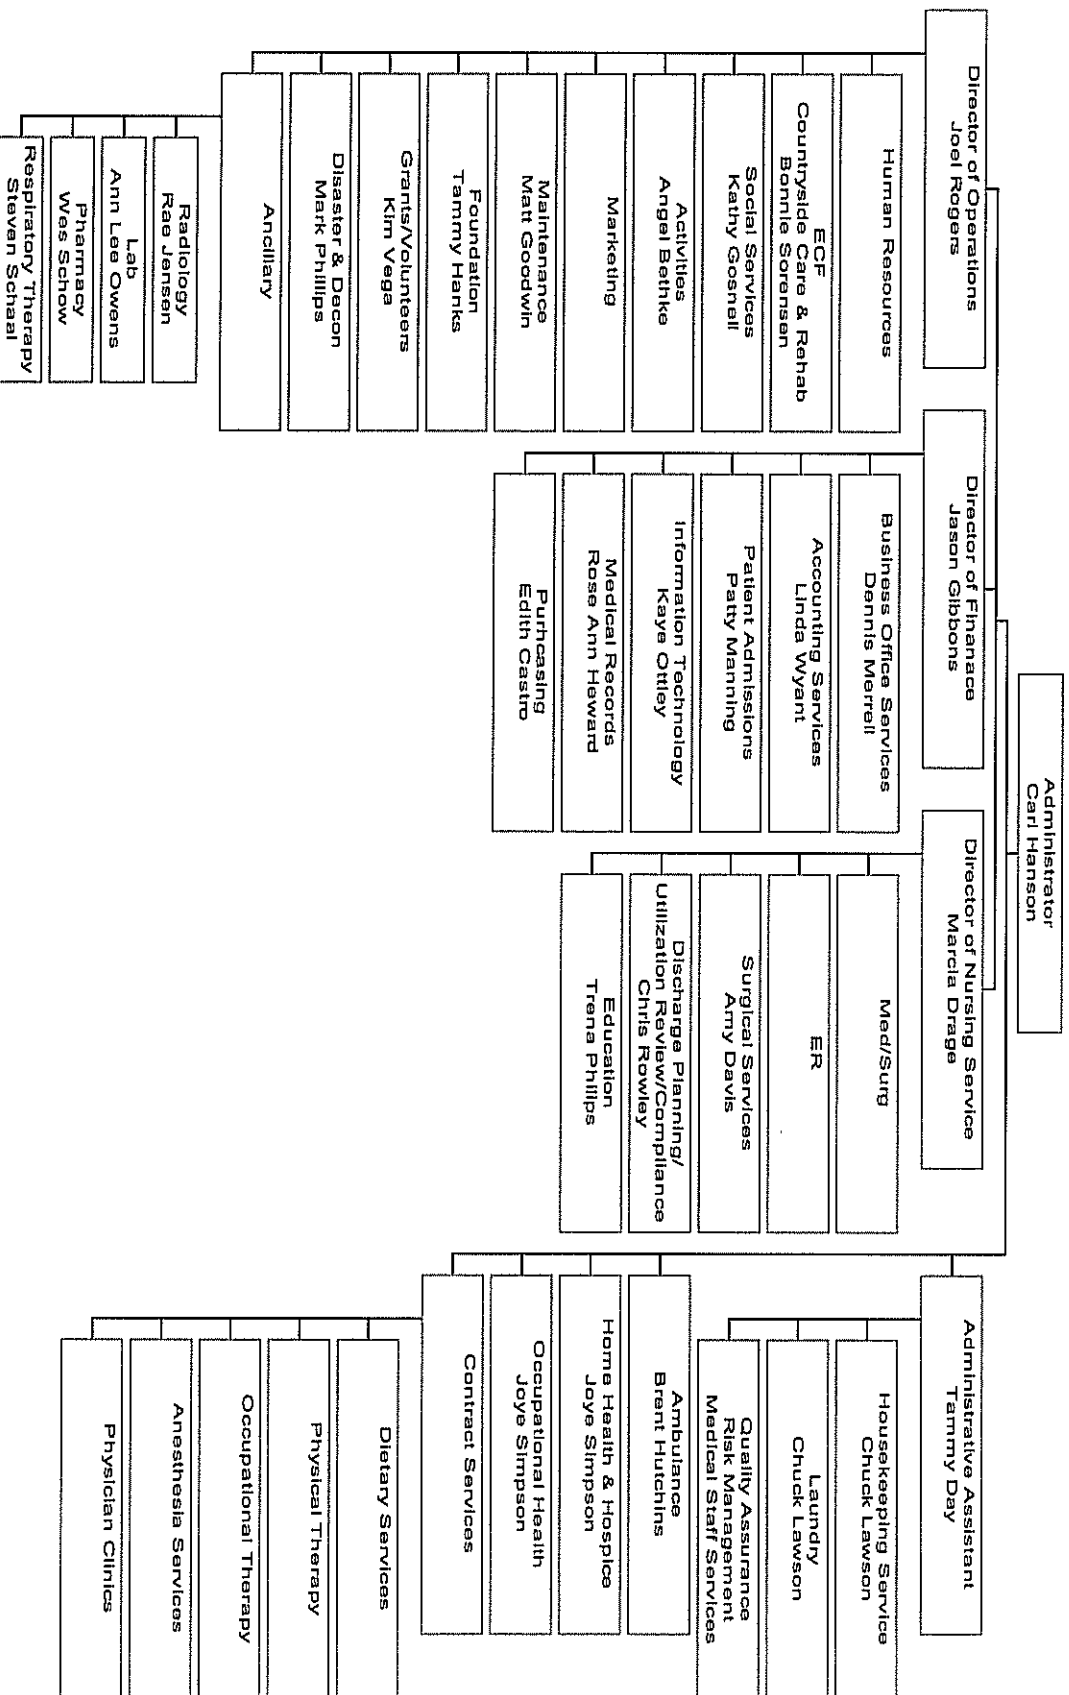 Administrator
Carl Hanson
Director of Operations
Joel Rogers
Human Resources
ECF
Countryside Care & Rehab
Bonnie Sorensen
Social Services
Kathy Gosnell
Activities
Angel Bethke
Marketing
Maintenance
Matt Goodwin
Foundation
Tammy Hanks
Grants/Volunteers
Kim Vega
Disaster & Decon
Mark Phillips
Ancillary
Radiology
Rae Jensen
Lab
Ann Lee Owens
Pharmacy
Wes Schow
Respiratory Therapy
Steven Schaal
Director of Finanace
Jason Gibbons
Business Office Services
Dennis Merrell
Accounting Services
Linda Wyant
Patient Admissions
Patty Manning
Information Technology
Kaye Ottley
Medical Records
Rose Ann Heward
Purhcasing
Edith Castro
Director of Nursing Service
Marcia Drage
Med/Surg
ER
Surgical Services
Amy Davis
Discharge Planning/
Utilization Review/Compliance
Chris Rowley
Education
Trena Philips
Administrative Assistant
Tammy Day
Housekeeping Service
Chuck Lawson
Laundry
Chuck Lawson
Quality Assurance
Risk Management
Medical Staff Services
Ambulance
Brent Hutchins
Home Health & Hospice
Joye Simpson
Occupational Health
Joye Simpson
Contract Services
Dietary Services
Physical Therapy
Occupational Therapy
Anesthesia Services
Physician Clinics